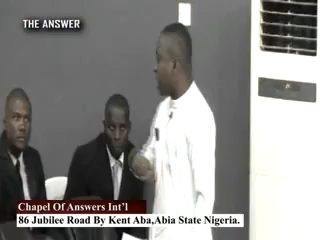 THE ANSWER
Chapel Of Answers Int'l
86 Jubilee Road By Kent Aba,Abia State Nigeria.